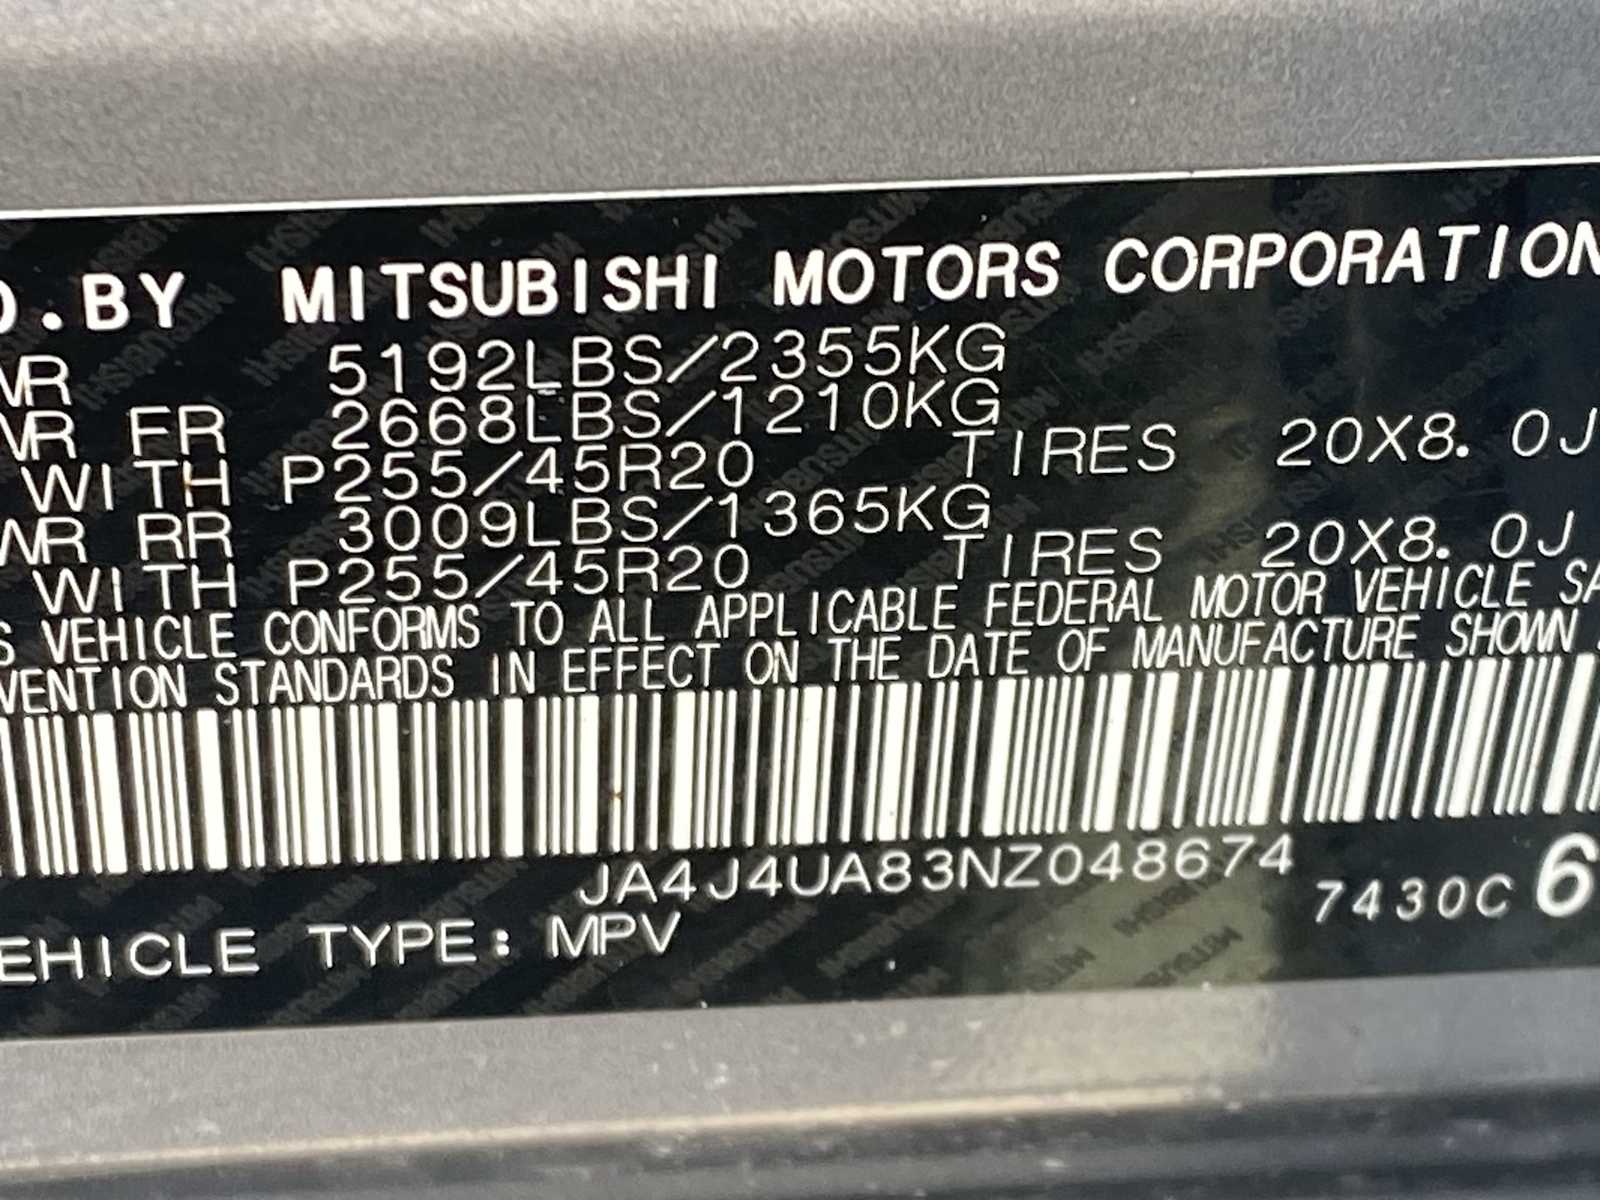 D.BY MITSUBISHI MOTORS CORPORATION
WR 5192LBS/2355KG
WR FR 2668LBS/1210KG
WITH P255/45R20 TIRES 20X8.0J
WR RR 3009LBS/1365KG
WITH P255/45R20 TIRES 20X8.0J
S VEHICLE CONFORMS TO ALL APPLICABLE FEDERAL MOTOR VEHICLE SA
VENTION STANDARDS IN EFFECT ON THE DATE OF MANUFACTURE SHOWN
JA4J4UA83NZ048674 7430C 6
EHICLE TYPE: MPV